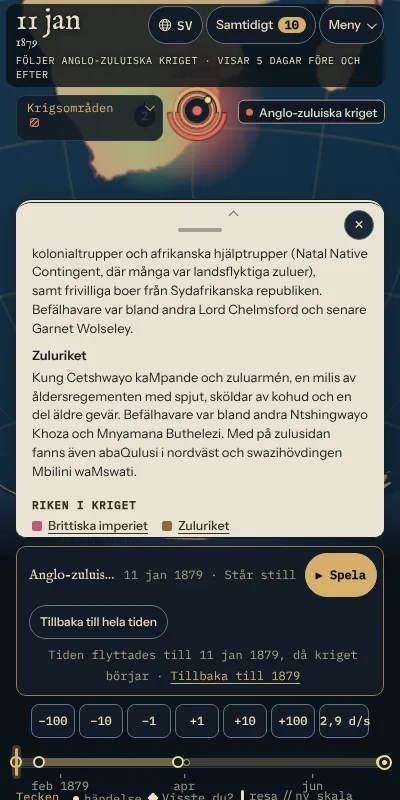 11 jan
1879
SV
Samtidigt 10
Meny
FÖLJER ANGLO-ZULUISKA KRIGET · VISAR 5 DAGAR FÖRE OCH
EFTER
Krigsområden
2
Anglo-zuluiska kriget
kolonialtrupper och afrikanska hjälptrupper (Natal Native
Contingent, där många var landsflyktiga zuluer),
samt frivilliga boer från Sydafrikanska republiken.
Befälhavare var bland andra Lord Chelmsford och senare
Garnet Wolseley.
Zuluriket
Kung Cetshwayo kaMpande och zuluarmén, en milis av
åldersregementen med spjut, sköldar av kohud och en
del äldre gevär. Befälhavare var bland andra Ntshingwayo
Khoza och Mnyamana Buthelezi. Med på zulusidan
fanns även abaQulusi i nordväst och swazihövdingen
Mbilini waMswati.
RIKEN I KRIGET
Brittiska imperiet Zuluriket
Anglo-zuluis... 11 jan 1879 · Står still
▶ Spela
Tillbaka till hela tiden
Tiden flyttades till 11 jan 1879, då kriget
börjar · Tillbaka till 1879
−100 −10 −1 +1 +10 +100 2,9 d/s
feb 1879 apr jun
Tecken händelse Visste du? resa // ny skala